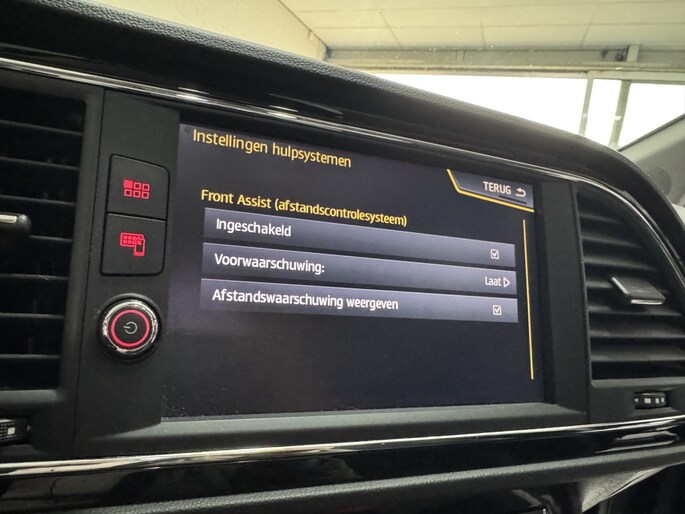 Instellingen hulpsystemen
TERUG
Front Assist (afstandscontrolesysteem)
Ingeschakeld
Voorwaarschuwing:
Laat
Afstandswaarschuwing weergeven